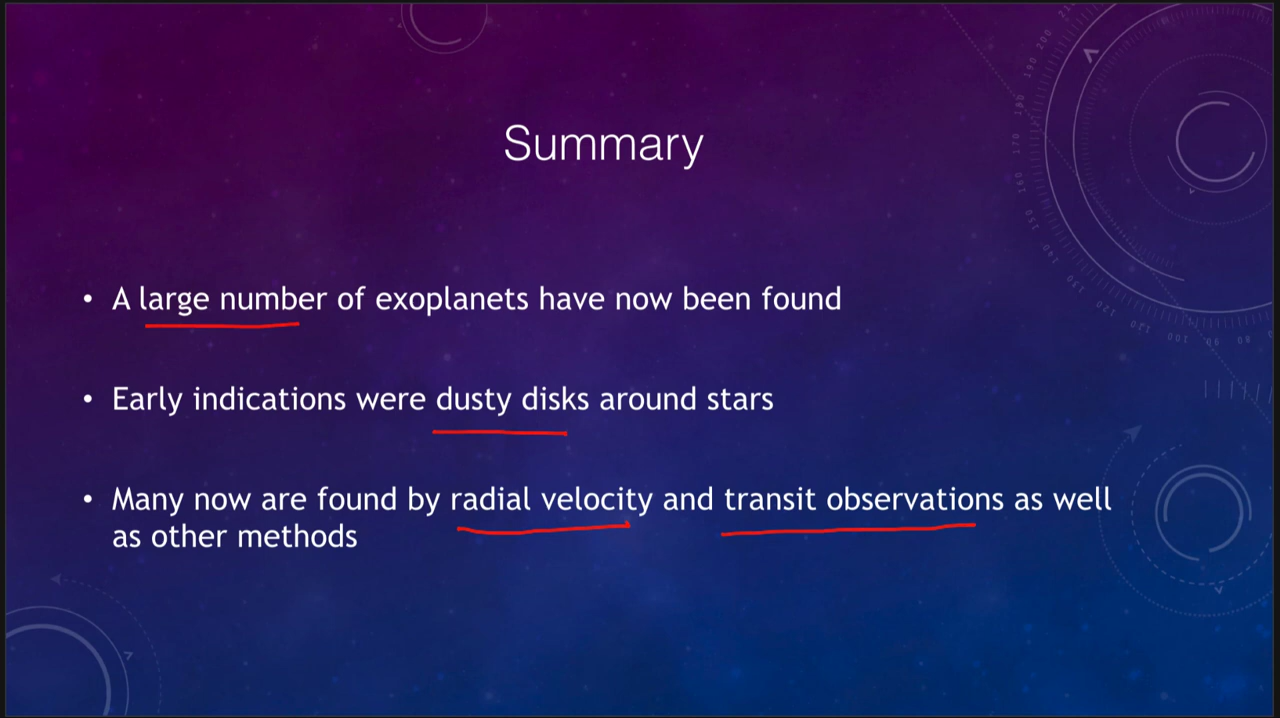 Summary
• A large number of exoplanets have now been found
• Early indications were dusty disks around stars
• Many now are found by radial velocity and transit observations as well
as other methods